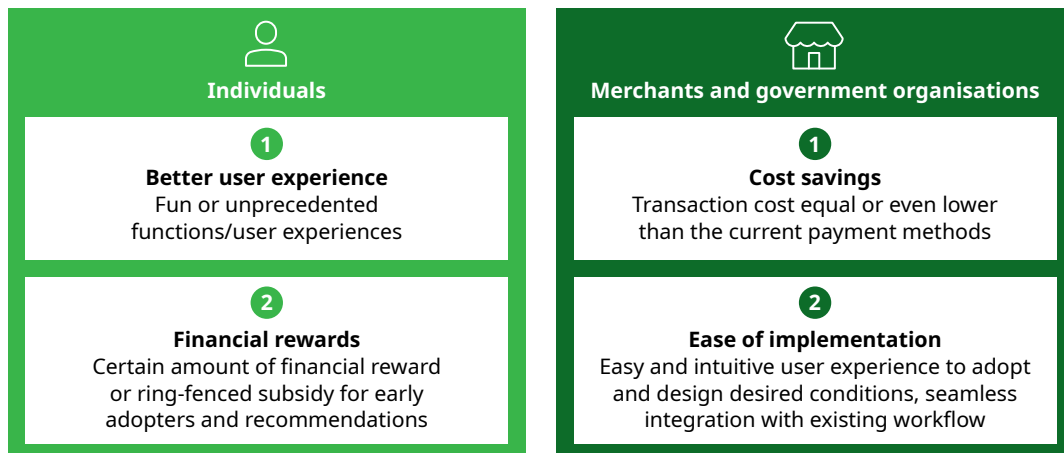 Individuals
1
Better user experience
Fun or unprecedented
functions/user experiences
2
Financial rewards
Certain amount of financial reward
or ring-fenced subsidy for early
adopters and recommendations
Merchants and government organisations
1
Cost savings
Transaction cost equal or even lower
than the current payment methods
2
Ease of implementation
Easy and intuitive user experience to adopt
and design desired conditions, seamless
integration with existing workflow